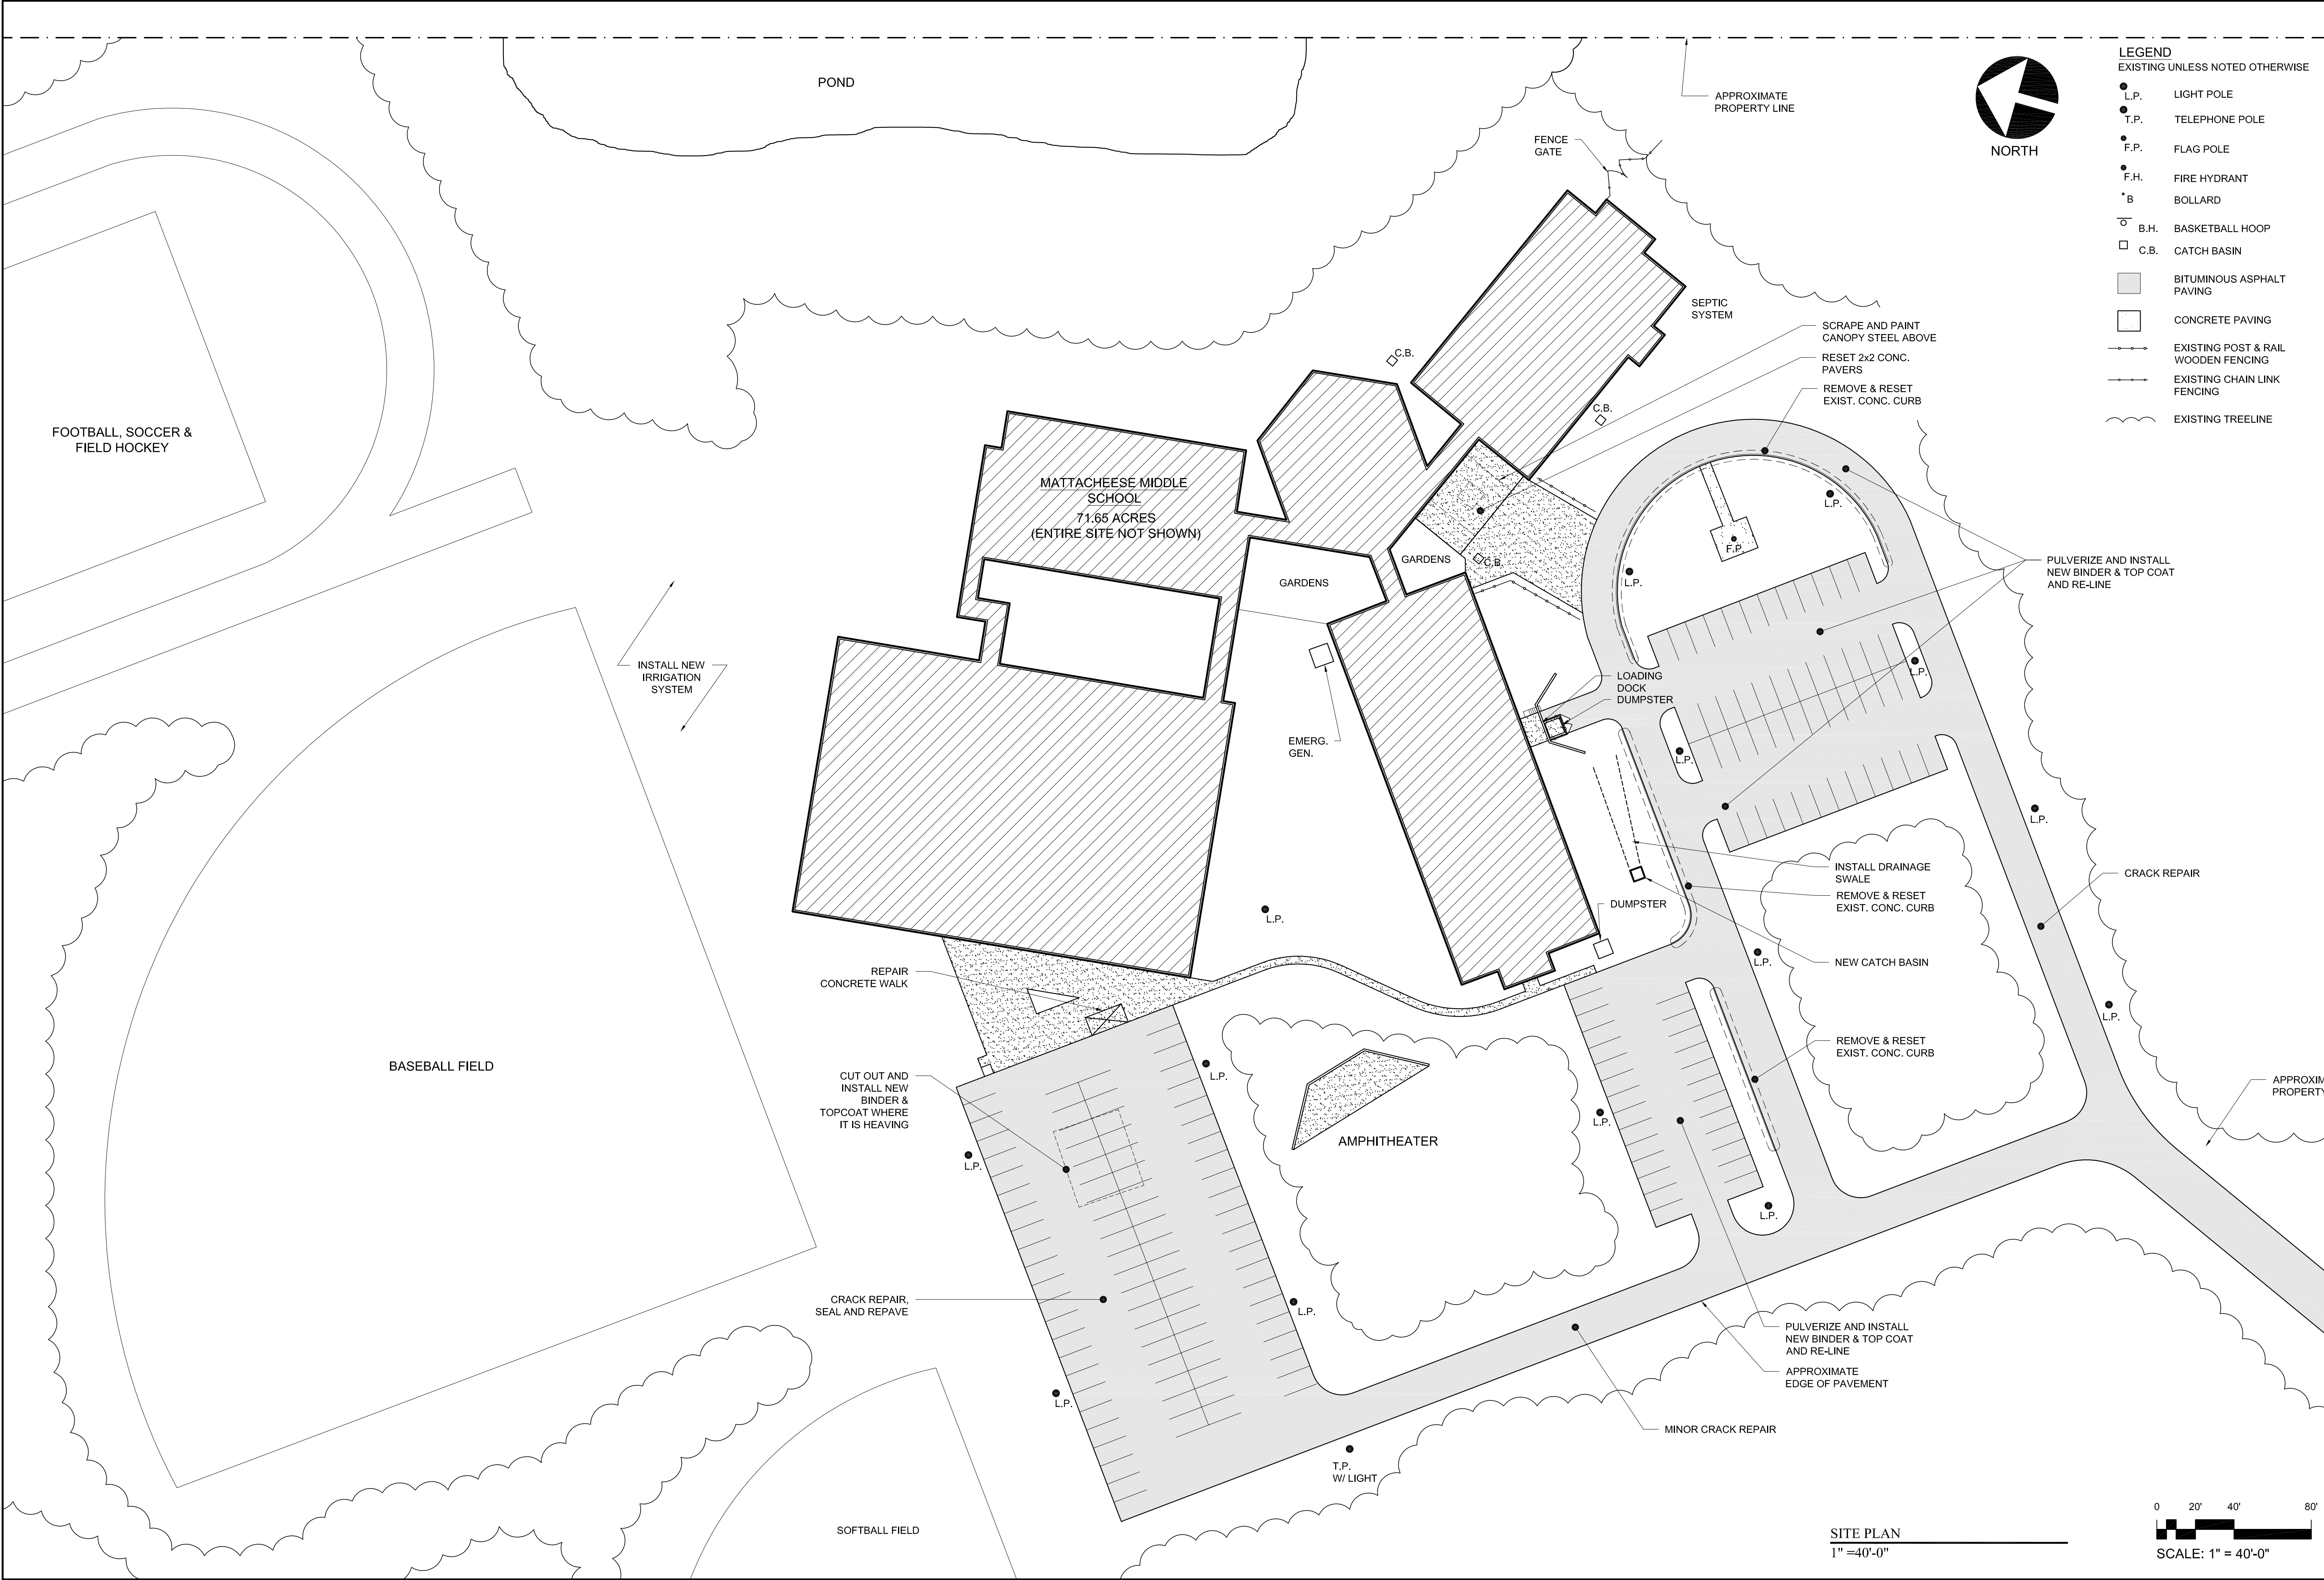 POND
APPROXIMATE
PROPERTY LINE
FENCE
GATE
NORTH
LEGEND
EXISTING UNLESS NOTED OTHERWISE
L.P. LIGHT POLE
T.P. TELEPHONE POLE
F.P. FLAG POLE
F.H. FIRE HYDRANT
B BOLLARD
B.H. BASKETBALL HOOP
C.B. CATCH BASIN
BITUMINOUS ASPHALT
PAVING
CONCRETE PAVING
EXISTING POST & RAIL
WOODEN FENCING
EXISTING CHAIN LINK
FENCING
EXISTING TREELINE
SEPTIC
SYSTEM
SCRAPE AND PAINT
CANOPY STEEL ABOVE
RESET 2x2 CONC.
PAVERS
REMOVE & RESET
EXIST. CONC. CURB
C.B.
C.B.
FOOTBALL, SOCCER &
FIELD HOCKEY
MATTACHEESE MIDDLE
SCHOOL
71.65 ACRES
(ENTIRE SITE NOT SHOWN)
L.P.
F.P.
GARDENS
C.B.
GARDENS
L.P.
PULVERIZE AND INSTALL
NEW BINDER & TOP COAT
AND RE-LINE
INSTALL NEW
IRRIGATION
SYSTEM
LOADING
DOCK
DUMPSTER
L.P.
EMERG.
GEN.
L.P.
L.P.
INSTALL DRAINAGE
SWALE
REMOVE & RESET
EXIST. CONC. CURB
CRACK REPAIR
DUMPSTER
L.P.
NEW CATCH BASIN
L.P.
REPAIR
CONCRETE WALK
L.P.
REMOVE & RESET
EXIST. CONC. CURB
BASEBALL FIELD
CUT OUT AND
INSTALL NEW
BINDER &
TOPCOAT WHERE
IT IS HEAVING
L.P.
APPROXIM
PROPERTY
L.P.
AMPHITHEATER
L.P.
L.P.
CRACK REPAIR,
SEAL AND REPAVE
L.P.
PULVERIZE AND INSTALL
NEW BINDER & TOP COAT
AND RE-LINE
APPROXIMATE
EDGE OF PAVEMENT
L.P.
MINOR CRACK REPAIR
T.P.
W/ LIGHT
SOFTBALL FIELD
SITE PLAN
1" =40'-0"
0 20' 40' 80'
SCALE: 1" = 40'-0"